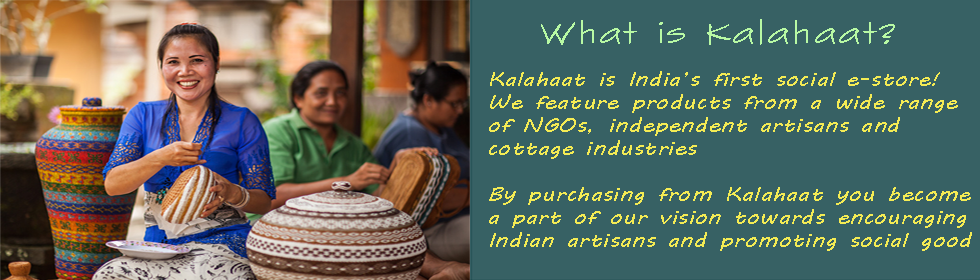 What is Kalahaat?
Kalahaat is India's first social e-store!
We feature products from a wide range
of NGOs, independent artisans and
cottage industries
By purchasing from Kalahaat you become
a part of our vision towards encouraging
Indian artisans and promoting social good